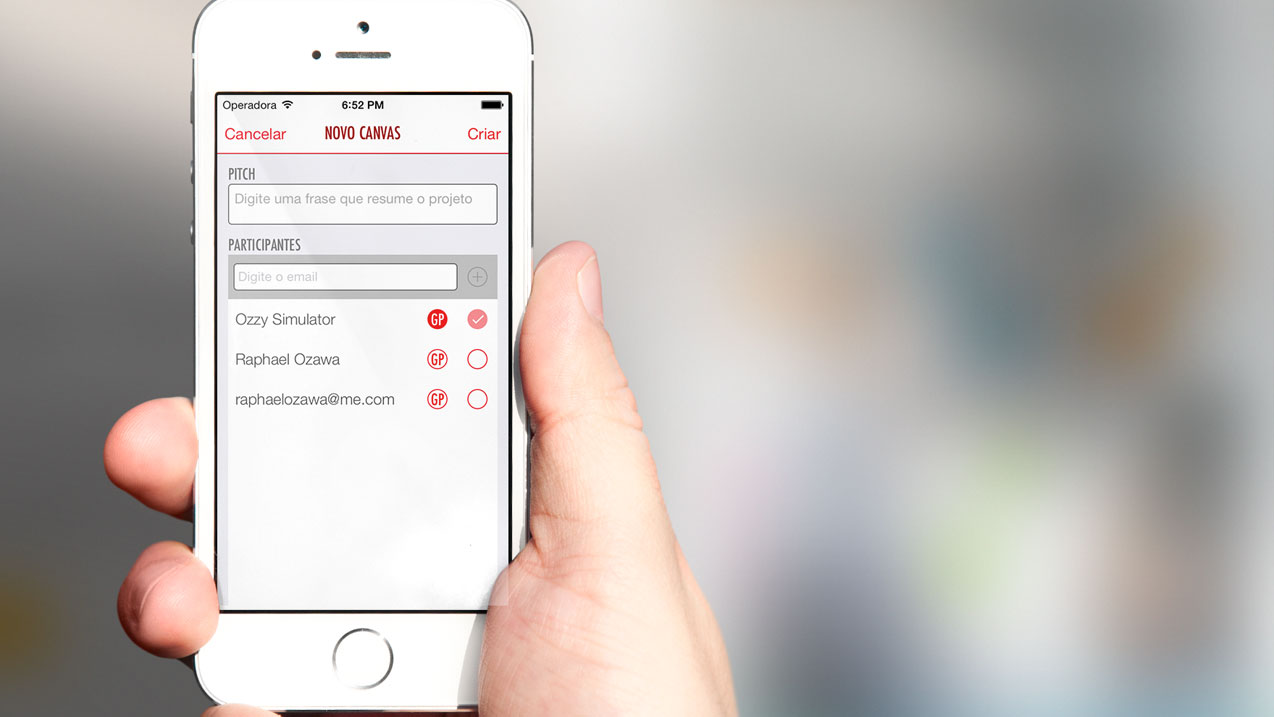 Operadora 6:52 PM
Cancelar NOVO CANVAS Criar
PITCH
Digite uma frase que resume o projeto
PARTICIPANTES
Digite o email
Ozzy Simulator GP
Raphael Ozawa GP
raphaelozawa@me.com GP